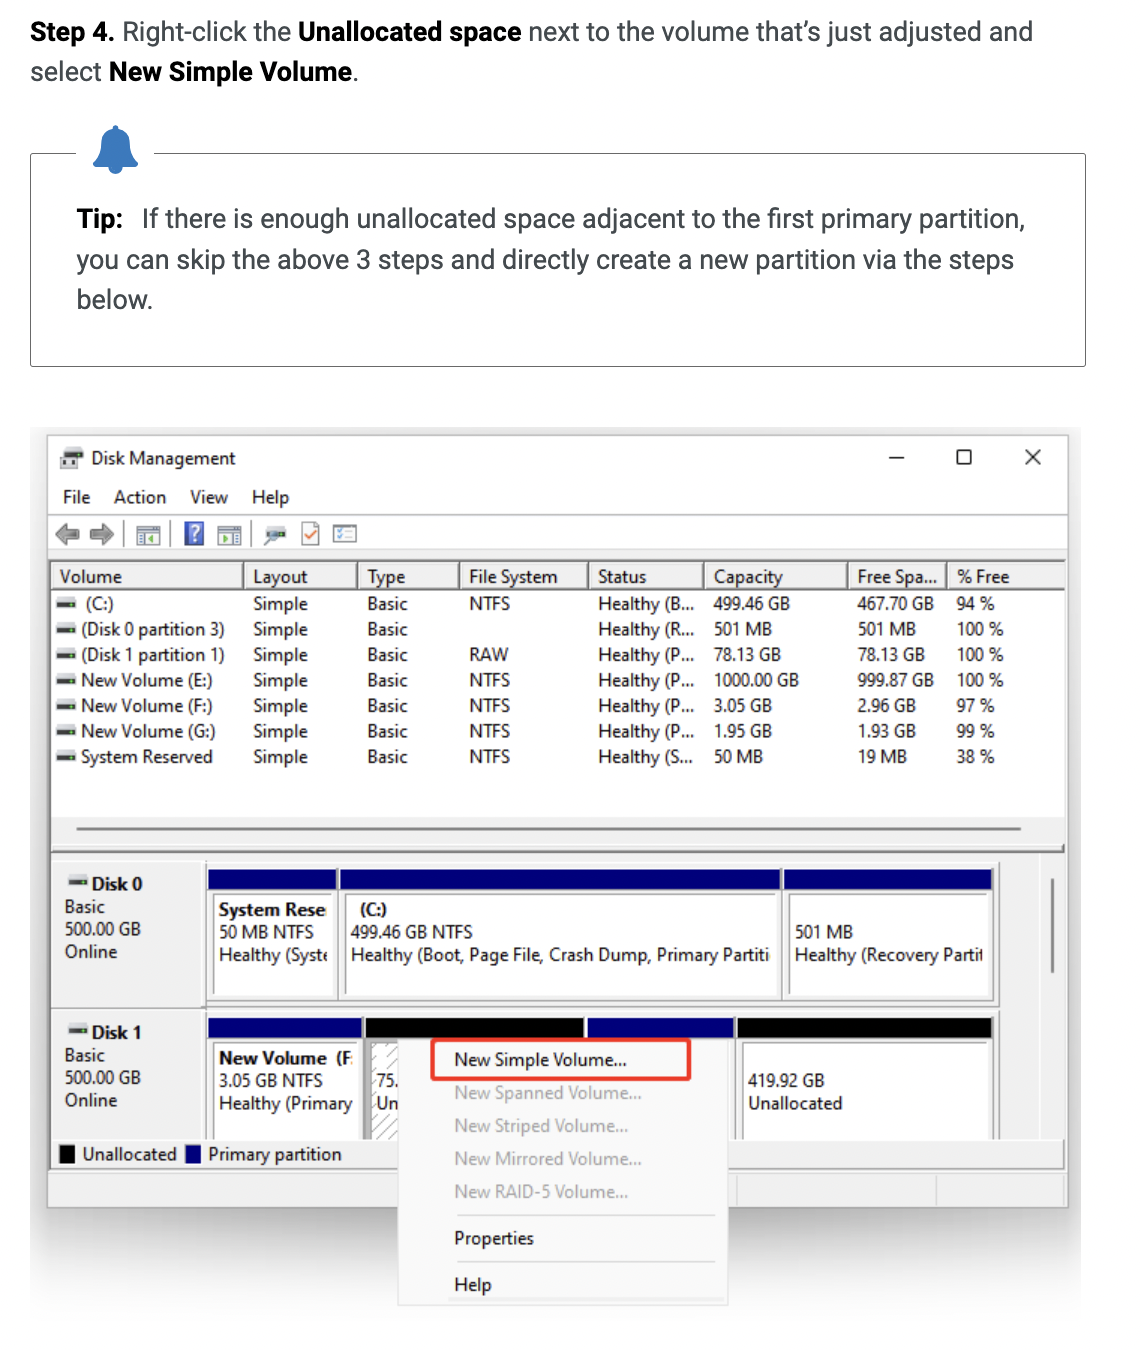 Step 4. Right-click the Unallocated space next to the volume that's just adjusted and
select New Simple Volume.
Tip: If there is enough unallocated space adjacent to the first primary partition,
you can skip the above 3 steps and directly create a new partition via the steps
below.
Disk Management
File Action View Help
Volume Layout Type File System Status Capacity Free Spa... % Free
(C:) Simple Basic NTFS Healthy (B... 499.46 GB 467.70 GB 94 %
(Disk 0 partition 3) Simple Basic Healthy (R... 501 MB 501 MB 100 %
(Disk 1 partition 1) Simple Basic RAW Healthy (P... 78.13 GB 78.13 GB 100 %
New Volume (E:) Simple Basic NTFS Healthy (P... 1000.00 GB 999.87 GB 100 %
New Volume (F:) Simple Basic NTFS Healthy (P... 3.05 GB 2.96 GB 97 %
New Volume (G:) Simple Basic NTFS Healthy (P... 1.95 GB 1.93 GB 99 %
System Reserved Simple Basic NTFS Healthy (S... 50 MB 19 MB 38 %
Disk 0
Basic
500.00 GB
Online
System Rese
50 MB NTFS
Healthy (Syste
(C:)
499.46 GB NTFS
Healthy (Boot, Page File, Crash Dump, Primary Partiti
501 MB
Healthy (Recovery Partit
Disk 1
Basic
500.00 GB
Online
New Volume (F:
3.05 GB NTFS
Healthy (Primary
75.
Un
419.92 GB
Unallocated
New Simple Volume...
New Spanned Volume...
New Striped Volume...
New Mirrored Volume...
New RAID-5 Volume...
Properties
Help
Unallocated Primary partition